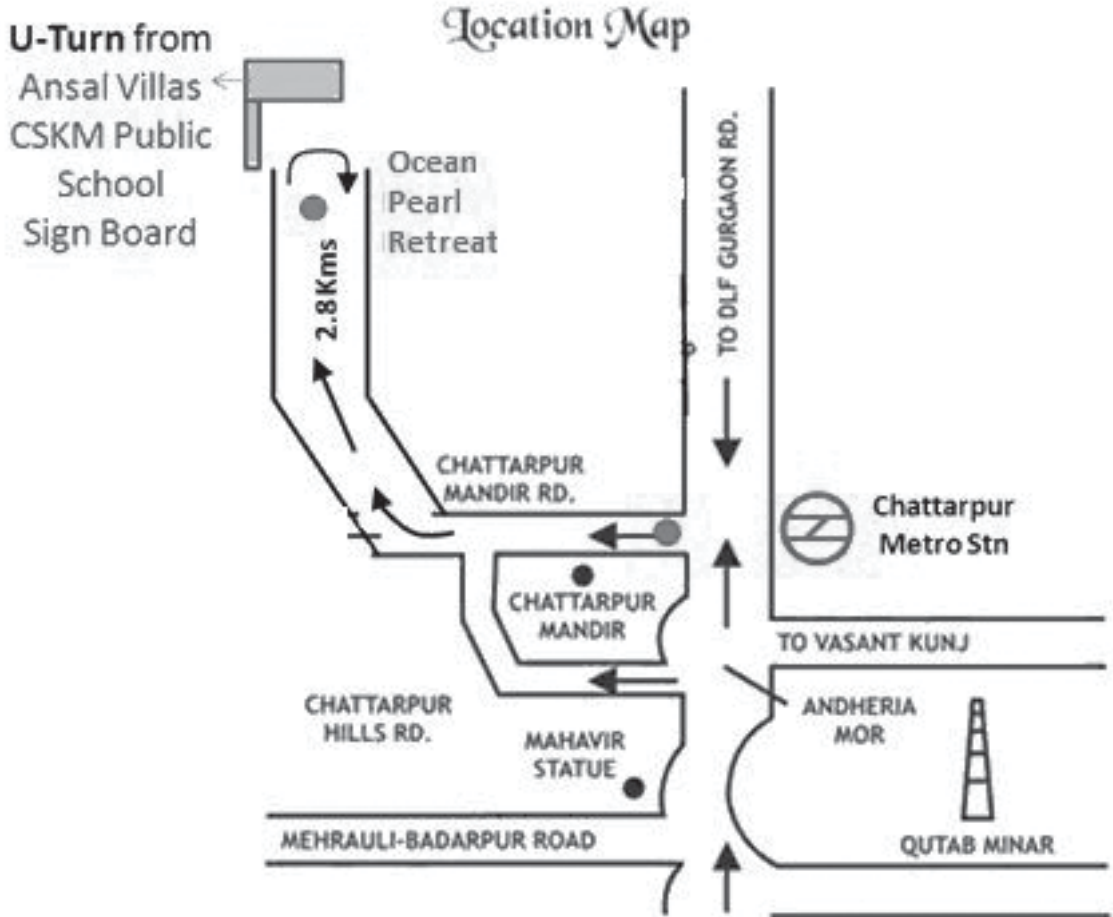 Location Map
U-Turn from
Ansal Villas
CSKM Public
School
Sign Board
Ocean
Pearl
Retreat
2.8Kms
TO DLF GURGAON RD.
CHATTARPUR
MANDIR RD.
Chattarpur
Metro Stn
CHATTARPUR
MANDIR
TO VASANT KUNJ
CHATTARPUR
HILLS RD.
ANDHERIA
MOR
MAHAVIR
STATUE
MEHRAULI-BADARPUR ROAD
QUTAB MINAR